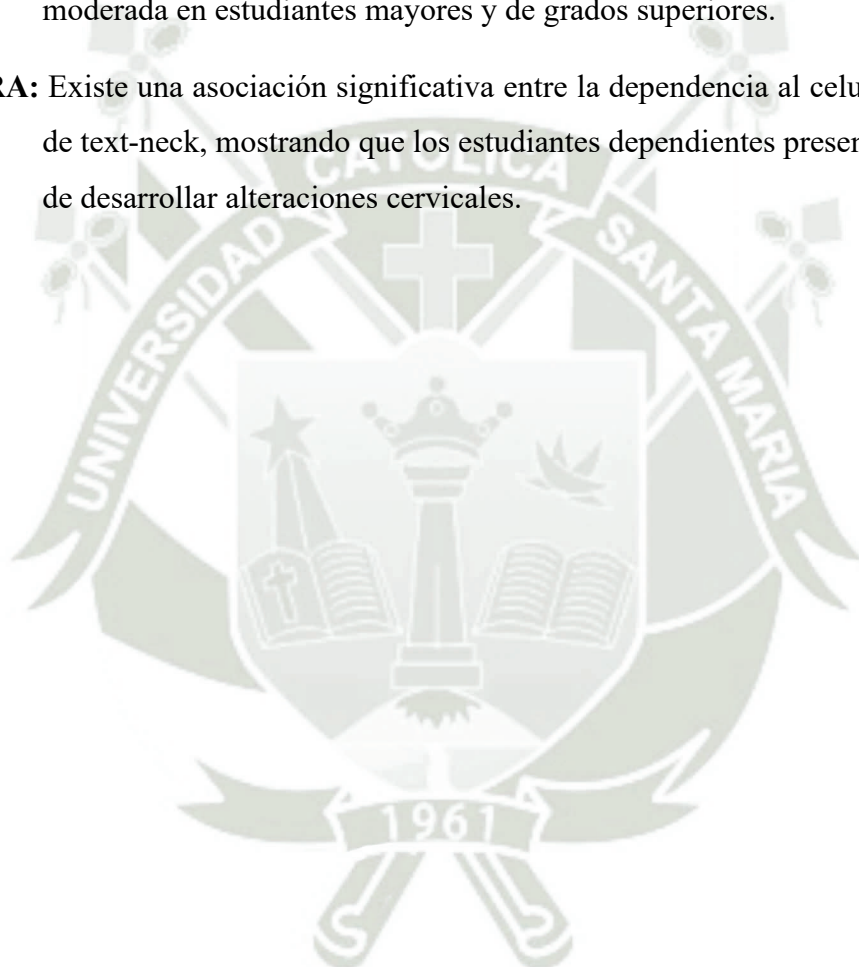 moderada en estudiantes mayores y de grados superiores.
RA: Existe una asociación significativa entre la dependencia al celu
de text-neck, mostrando que los estudiantes dependientes presen
de desarrollar alteraciones cervicales.
CATOLICA
UNIVERSIDAD
SANTA MARIA
1961